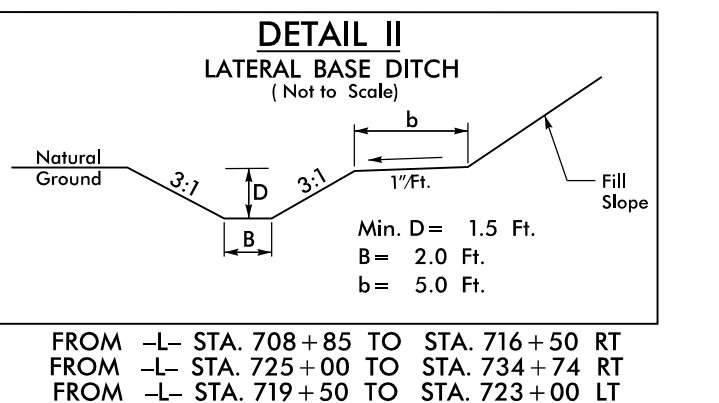 DETAIL II
LATERAL BASE DITCH
( Not to Scale)
b
Natural
Ground
3:1
D
3:1
1"/Ft.
Fill
Slope
B
Min. D= 1.5 Ft.
B= 2.0 Ft.
b= 5.0 Ft.
FROM -L- STA. 708+85 TO STA. 716+50 RT
FROM -L- STA. 725+00 TO STA. 734+74 RT
FROM -L- STA. 719+50 TO STA. 723+00 LT